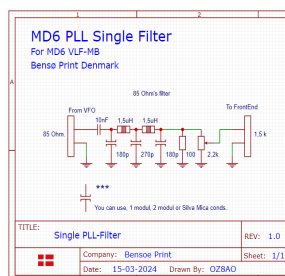 1
2
MD6 PLL Single Filter
For MD6 VLF-MB
Bensø Print Denmark
A
85 Ohm's filter
From VFO
To FrontEnd
10nF 1.5uH 1.5uH
85 Ohm.
1.5 k
180p 270p 180p 100 2,2k
***
You can use, 1 modul, 2 modul or Silva Mica conds..
TITLE:
Single PLL-Filter
REV: 1.0
Company: Bensoe Print
Sheet: 1/1
Date: 15-03-2024 Drawn By: OZ8AO